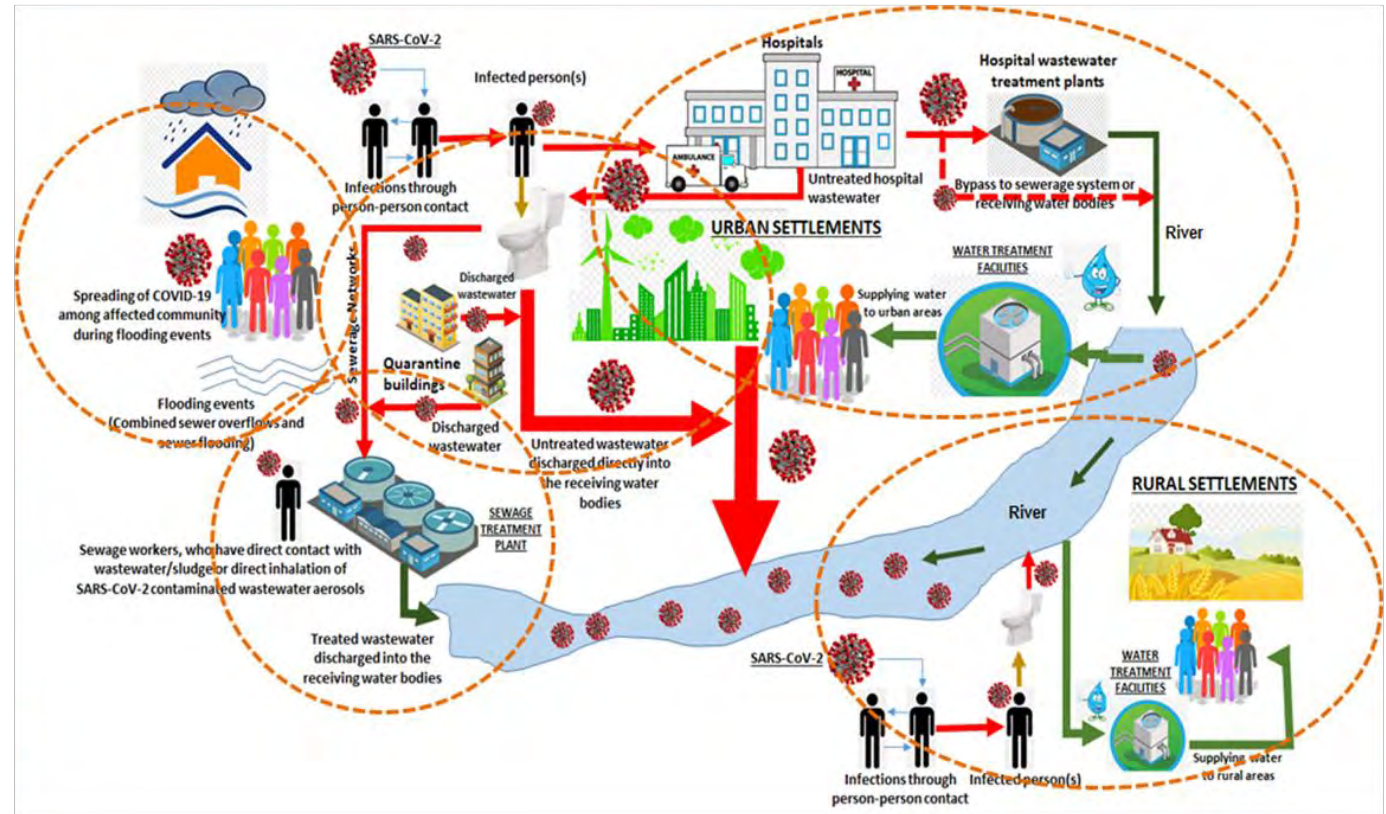 SARS-CoV-2
Infected person(s)
Infections through
person-person contact
Hospitals
HOSPITAL
AMBULANCE
Untreated hospital
wastewater
Hospital wastewater
treatment plants
Bypass to sewerage system or
receiving water bodies
River
URBAN SETTLEMENTS
WATER TREATMENT
FACILITIES
Supplying water
to urban areas
Spreading of COVID-19
among affected community
during flooding events
Flooding events
(Combined sewer overflows and
sewer flooding)
Sewerage Networks
Discharged
wastewater
Quarantine
buildings
Discharged
wastewater
Untreated wastewater
discharged directly into
the receiving water
bodies
SEWAGE
TREATMENT
PLANT
Sewage workers, who have direct contact with
wastewater/sludge or direct inhalation of
SARS-CoV-2 contaminated wastewater aerosols
Treated wastewater
discharged into the
receiving water bodies
River
RURAL SETTLEMENTS
SARS-CoV-2
Infections through
person-person contact
Infected person(s)
WATER
TREATMENT
FACILITIES
Supplying water
to rural areas